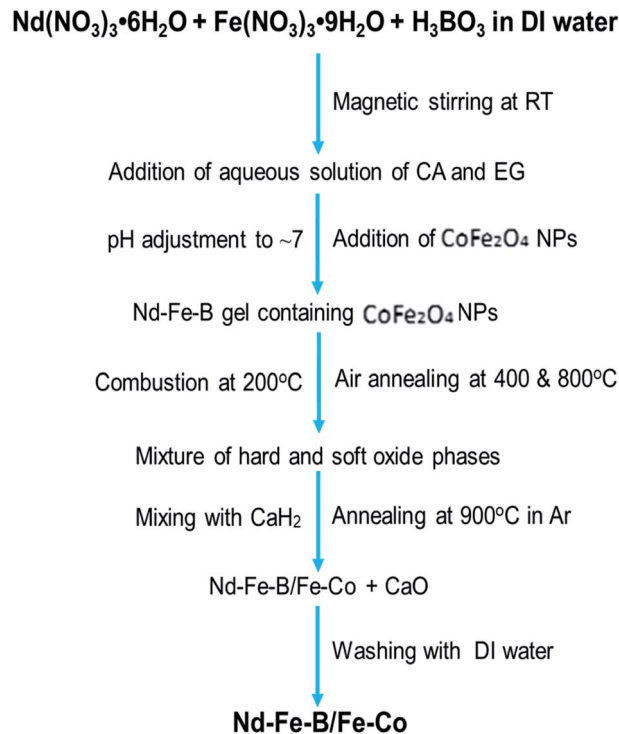 Nd(NO₃)₃•6H₂O + Fe(NO₃)₃•9H₂O + H₃BO₃ in DI water
Magnetic stirring at RT
Addition of aqueous solution of CA and EG
pH adjustment to ~7
Addition of CoFe₂O₄ NPs
Nd-Fe-B gel containing CoFe₂O₄ NPs
Combustion at 200ºC
Air annealing at 400 & 800ºC
Mixture of hard and soft oxide phases
Mixing with CaH₂
Annealing at 900ºC in Ar
Nd-Fe-B/Fe-Co + CaO
Washing with DI water
Nd-Fe-B/Fe-Co